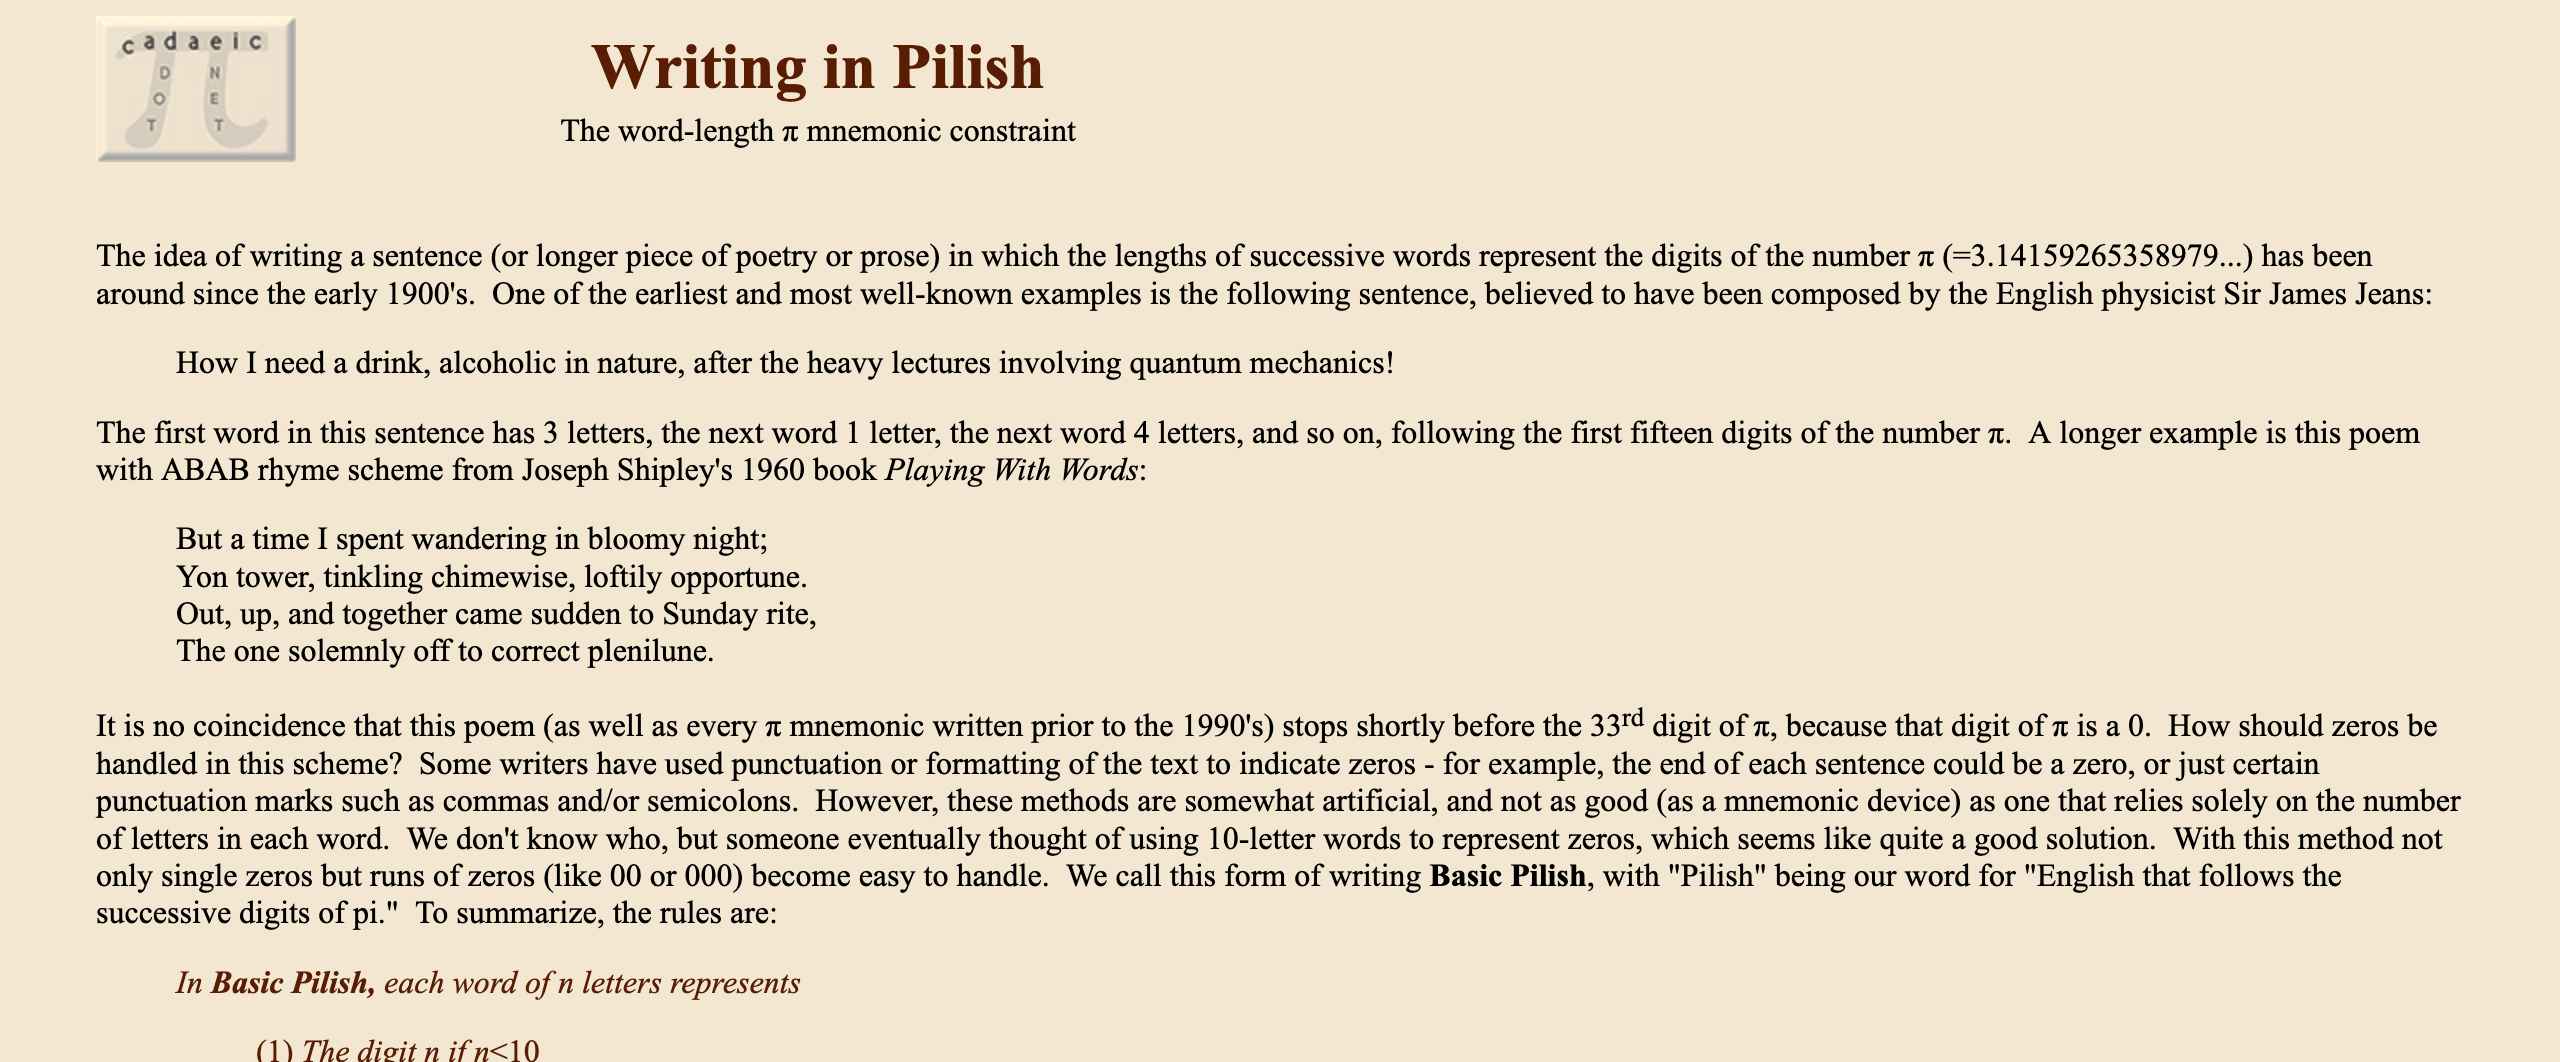 cadaeic
DOT
NET
Writing in Pilish
The word-length π mnemonic constraint
The idea of writing a sentence (or longer piece of poetry or prose) in which the lengths of successive words represent the digits of the number π (=3.14159265358979...) has been
around since the early 1900's.  One of the earliest and most well-known examples is the following sentence, believed to have been composed by the English physicist Sir James Jeans:
How I need a drink, alcoholic in nature, after the heavy lectures involving quantum mechanics!
The first word in this sentence has 3 letters, the next word 1 letter, the next word 4 letters, and so on, following the first fifteen digits of the number π.  A longer example is this poem
with ABAB rhyme scheme from Joseph Shipley's 1960 book Playing With Words:
But a time I spent wandering in bloomy night;
Yon tower, tinkling chimewise, loftily opportune.
Out, up, and together came sudden to Sunday rite,
The one solemnly off to correct plenilune.
It is no coincidence that this poem (as well as every π mnemonic written prior to the 1990's) stops shortly before the 33rd digit of π, because that digit of π is a 0.  How should zeros be
handled in this scheme?  Some writers have used punctuation or formatting of the text to indicate zeros - for example, the end of each sentence could be a zero, or just certain
punctuation marks such as commas and/or semicolons.  However, these methods are somewhat artificial, and not as good (as a mnemonic device) as one that relies solely on the number
of letters in each word.  We don't know who, but someone eventually thought of using 10-letter words to represent zeros, which seems like quite a good solution.  With this method not
only single zeros but runs of zeros (like 00 or 000) become easy to handle.  We call this form of writing Basic Pilish, with "Pilish" being our word for "English that follows the
successive digits of pi."  To summarize, the rules are:
In Basic Pilish, each word of n letters represents
(1) The digit n if n<10